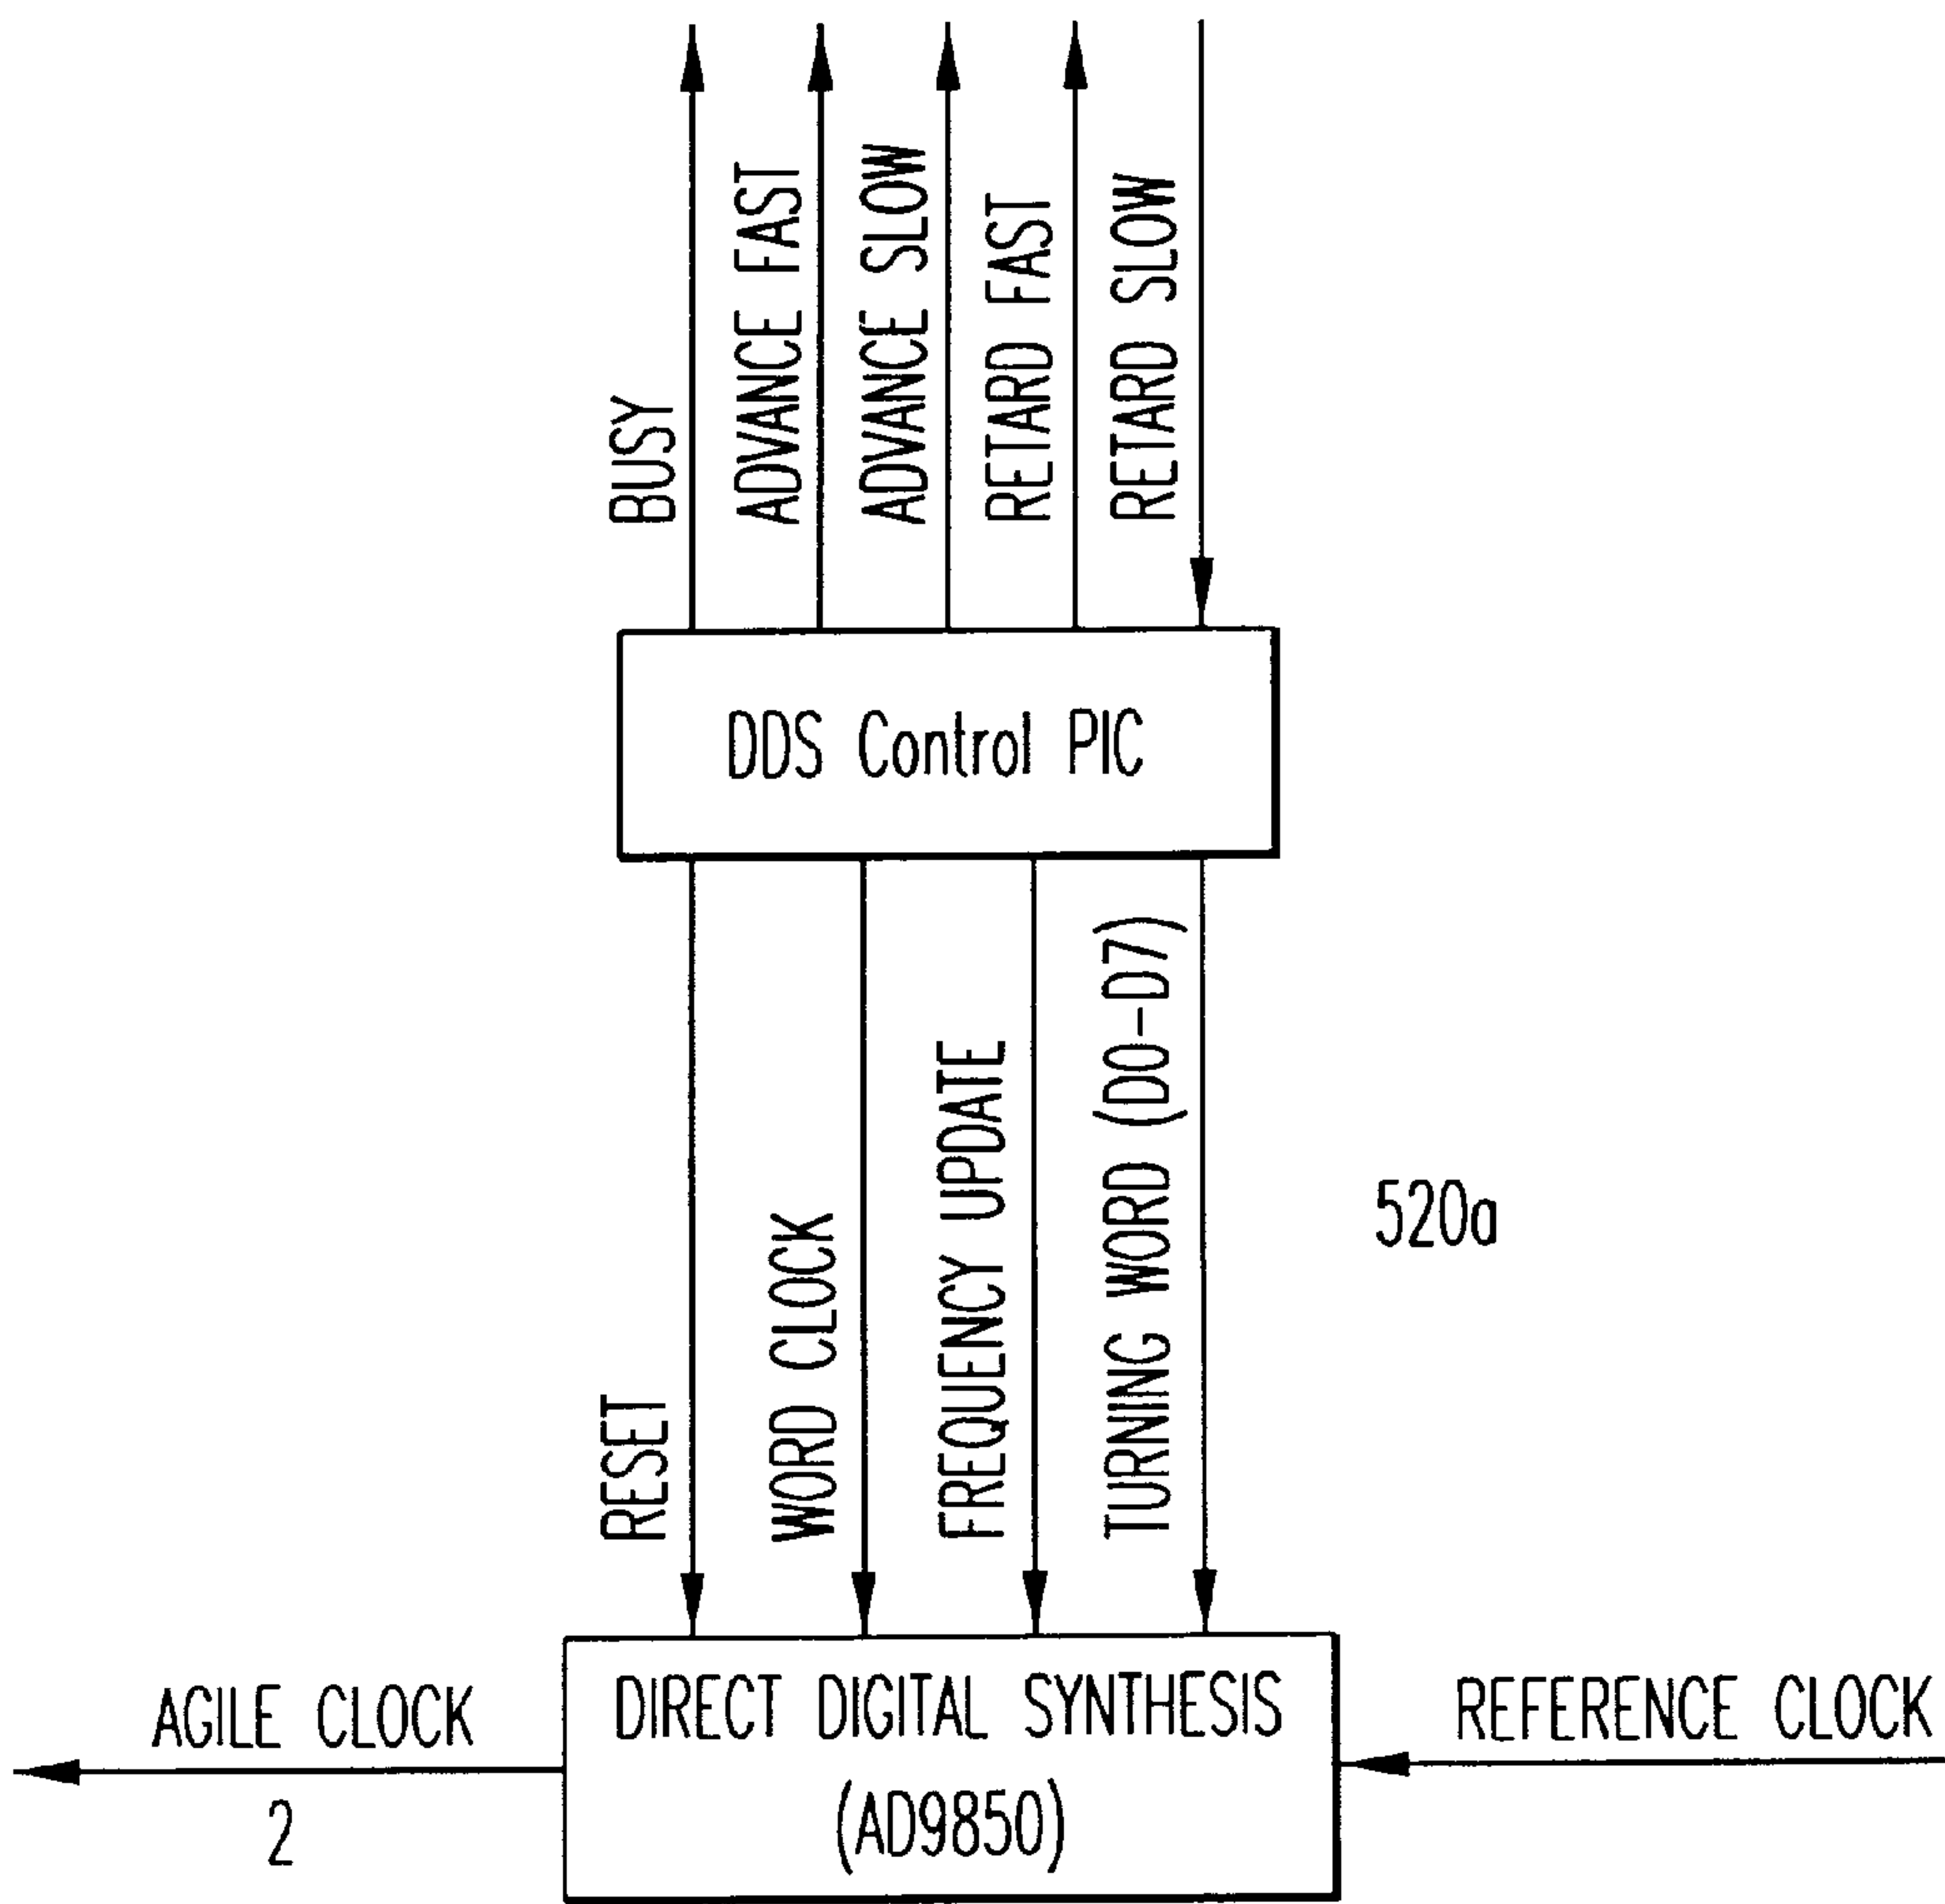 BUSY
ADVANCE FAST
ADVANCE SLOW
RETARD FAST
RETARD SLOW
DDS Control PIC
RESET
WORD CLOCK
FREQUENCY UPDATE
TURNING WORD (D0-D7)
520a
AGILE CLOCK
2
DIRECT DIGITAL SYNTHESIS
(AD9850)
REFERENCE CLOCK